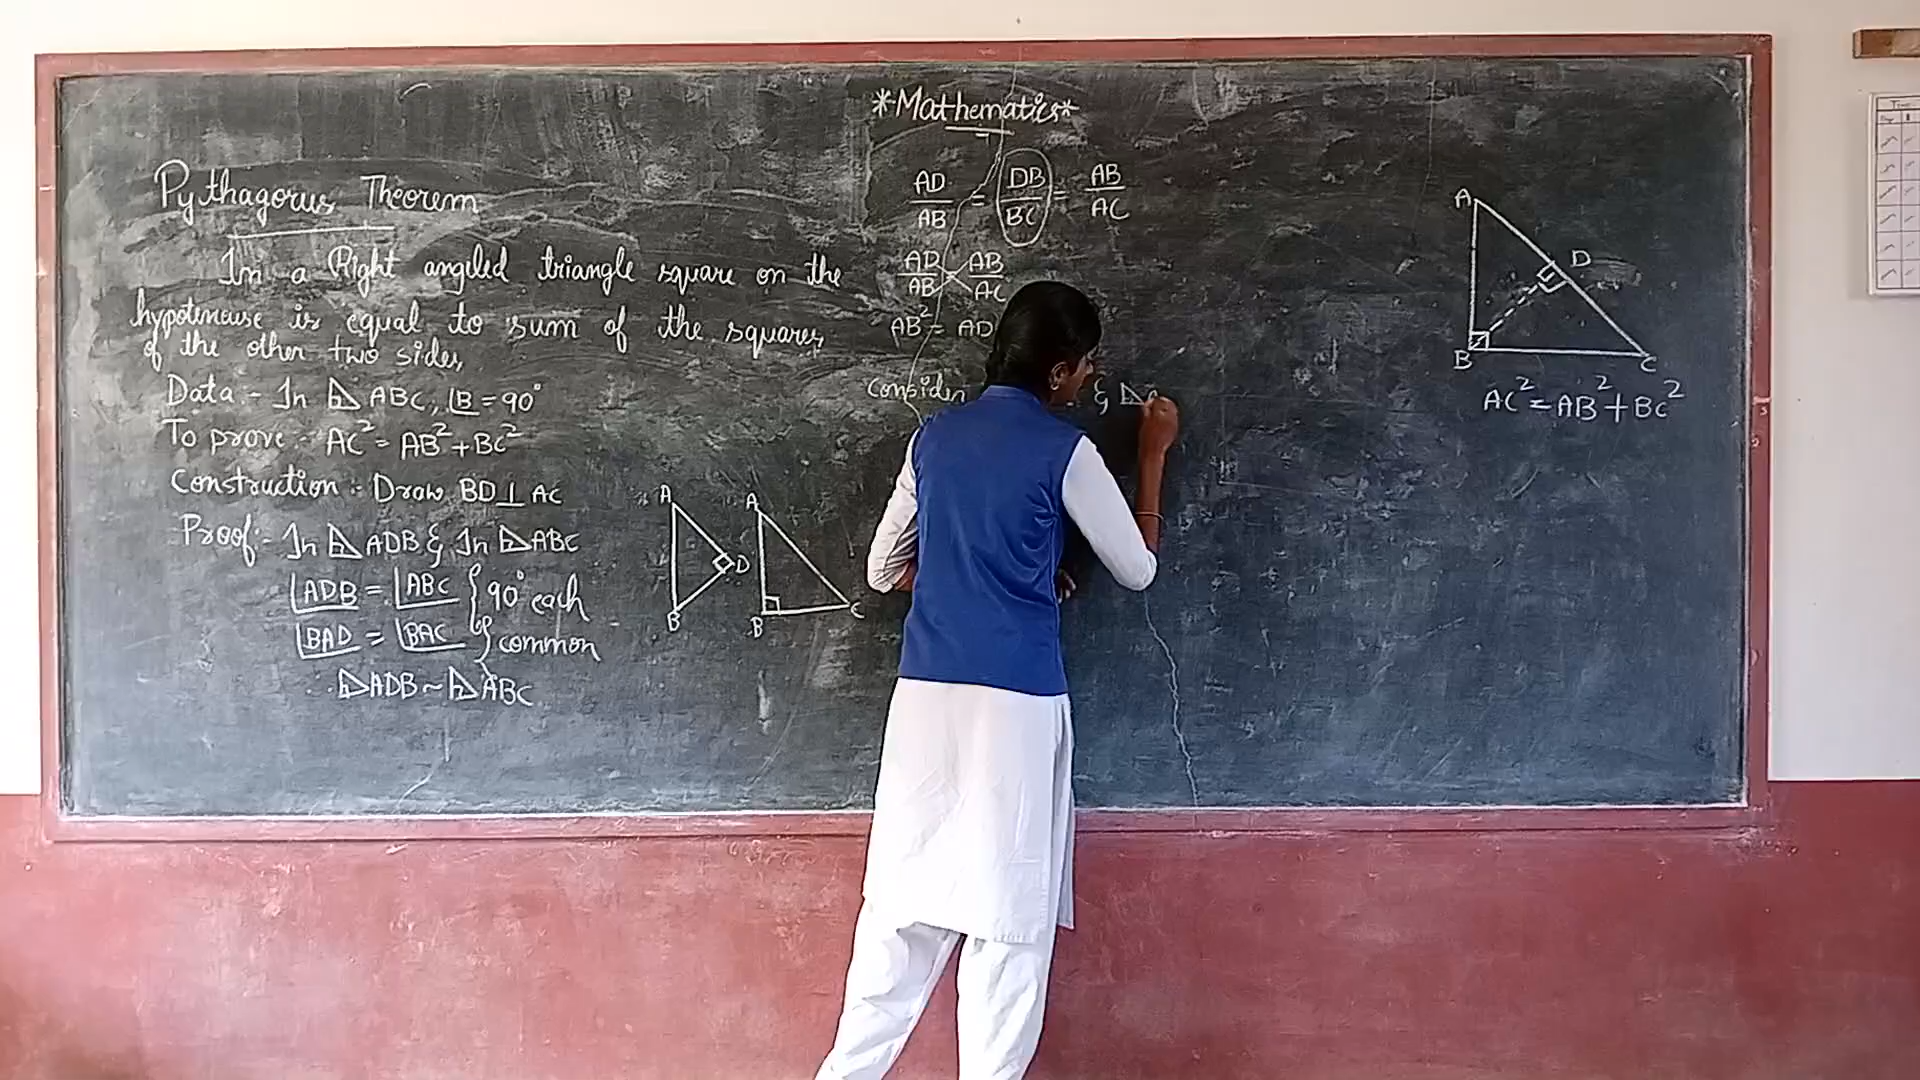 *Mathematics*
Pythagorus Theorem
In a Right angled triangle square on the
hypotenuse is equal to sum of the squares
of the other two sides,
Data :- In ⊿ ABC, ∠B = 90°
To prove :- AC² = AB² + BC²
Construction :- Draw BD ⊥ AC
Proof :- In ⊿ADB & In ⊿ABC
∠ADB = ∠ABC { 90° each
∠BAD = ∠BAC } common
∴ ⊿ADB ~ ⊿ABC
A
D
B
A
B
C
AD/AB = DB/BC = AB/AC
AD/AB = AB/AC
AB² = AD
Consider
& ⊿
A
D
B
C
AC² = AB² + BC²